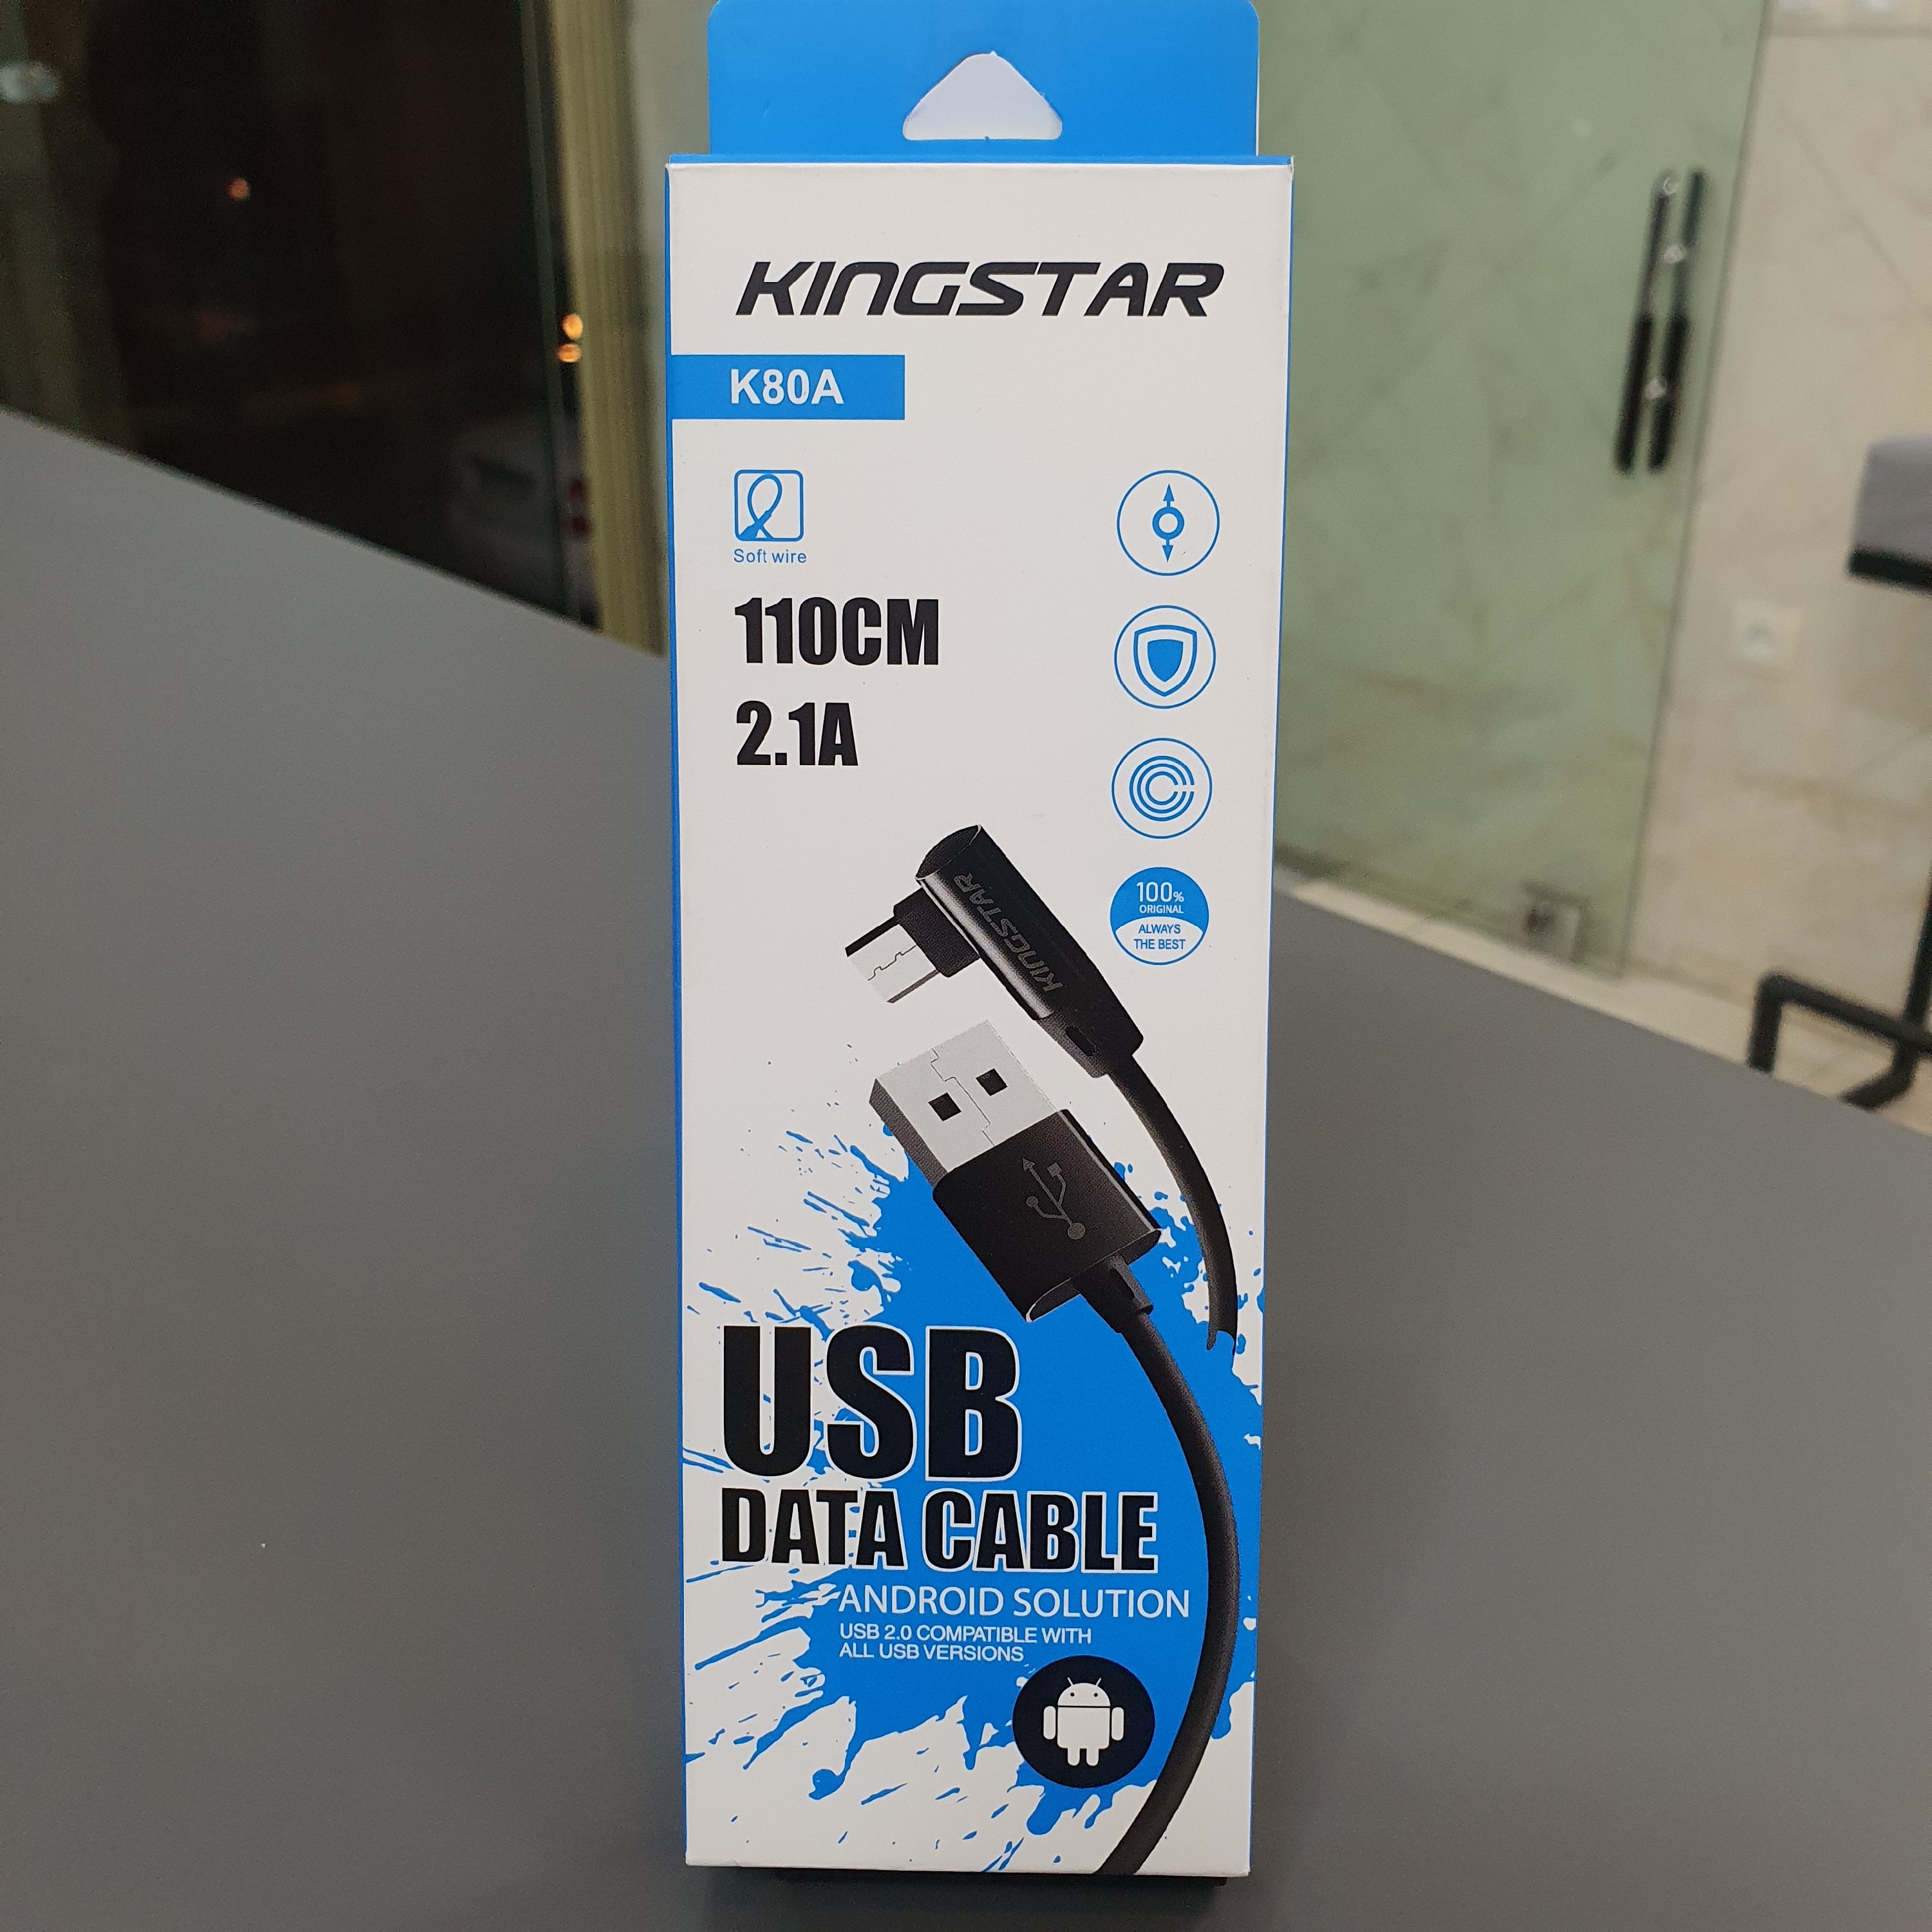 KINGSTAR
K80A
Soft wire
110CM
2.1A
100%
ORIGINAL
ALWAYS
THE BEST
KINGSTAR
USB
DATA CABLE
ANDROID SOLUTION
USB 2.0 COMPATIBLE WITH
ALL USB VERSIONS